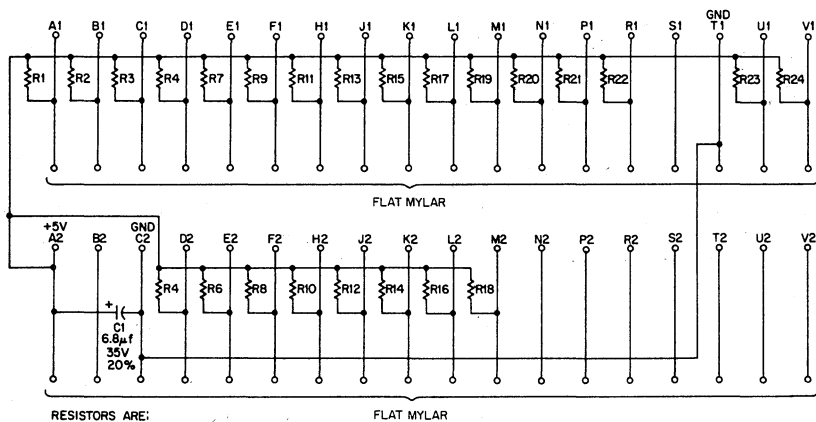 GND
A1 B1 C1 D1 E1 F1 H1 J1 K1 L1 M1 N1 P1 R1 S1 T1 U1 V1
R1 R2 R3 R4 R7 R9 R11 R13 R15 R17 R19 R20 R21 R22 R23 R24
FLAT MYLAR
+5V GND
A2 B2 C2 D2 E2 F2 H2 J2 K2 L2 M2 N2 P2 R2 S2 T2 U2 V2
R4 R6 R8 R10 R12 R14 R16 R18
+
C1
6.8µf
35V
20%
RESISTORS ARE: FLAT MYLAR